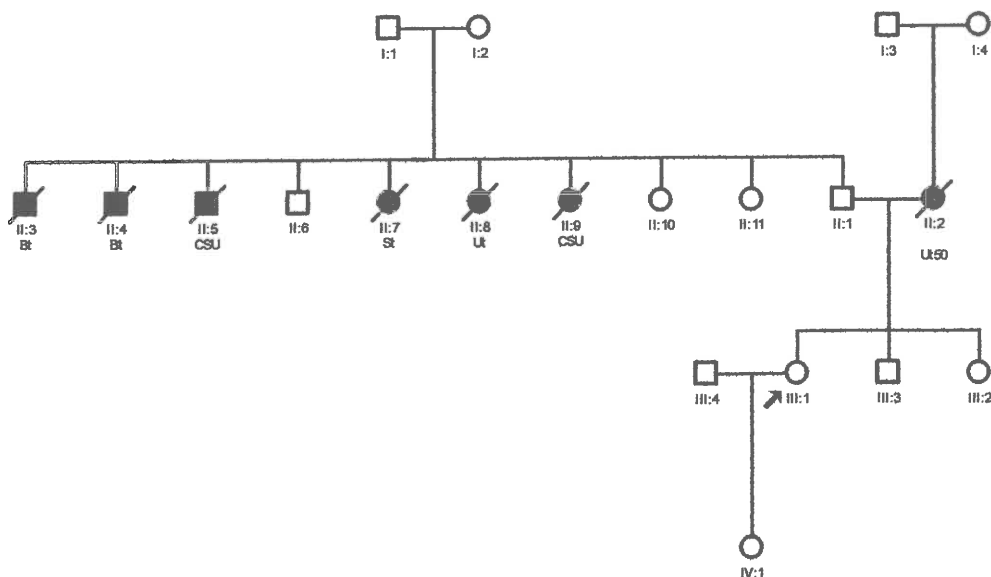 I:1 I:2 I:3 I:4
II:3 II:4 II:5 II:6 II:7 II:8 II:9 II:10 II:11 II:1 II:2
Bt Bt CSU St Ut CSU Ut50
III:4 III:1 III:3 III:2
IV:1